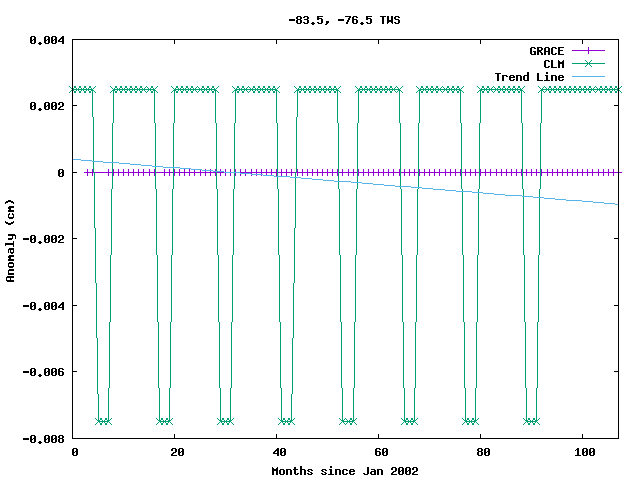 -83.5, -76.5 TWS
GRACE
CLM
Trend Line
0.004
0.002
0
-0.002
-0.004
-0.006
-0.008
Anomaly (cm)
0 20 40 60 80 100
Months since Jan 2002